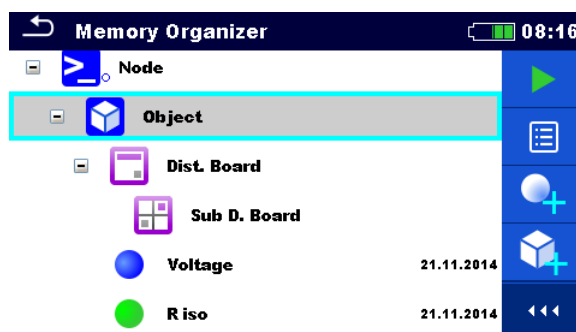 Memory Organizer 08:16
Node
Object
Dist. Board
Sub D. Board
Voltage 21.11.2014
R iso 21.11.2014